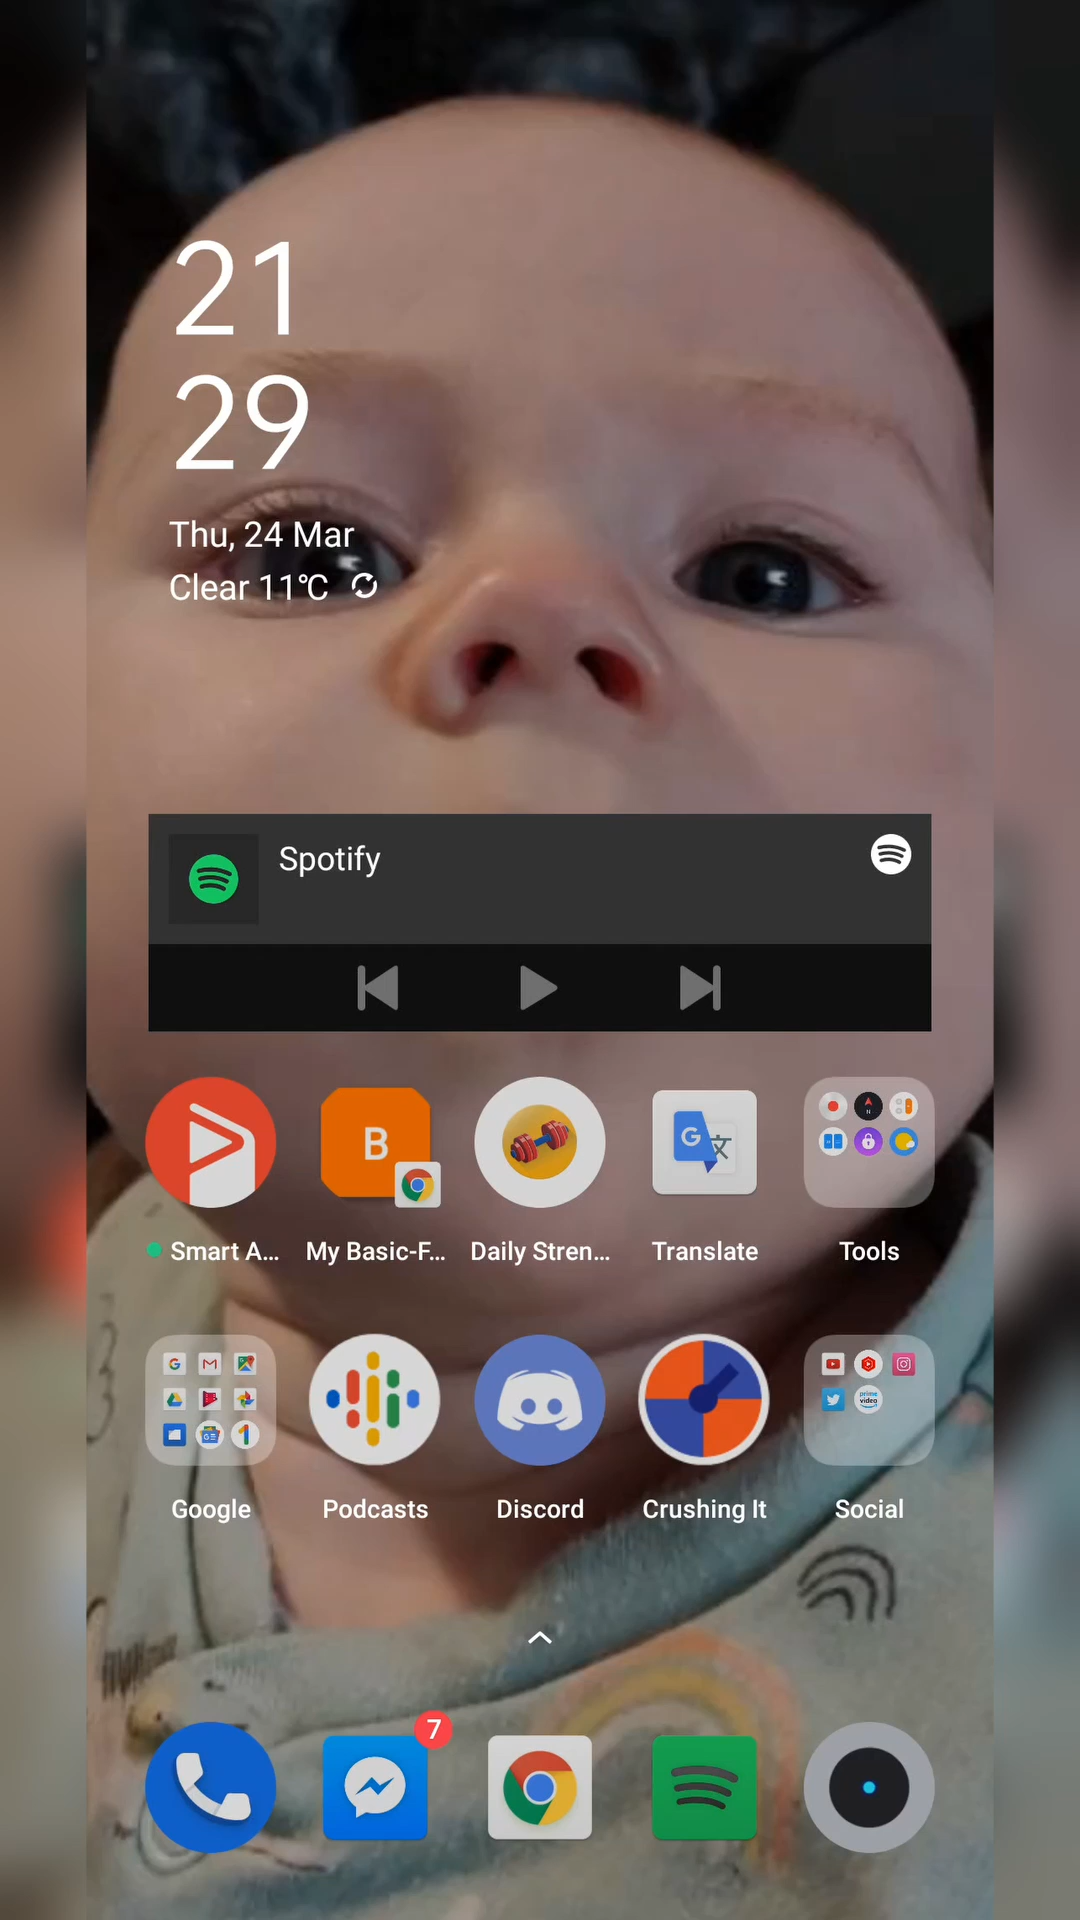 21
29
Thu, 24 Mar
Clear 11°C
Spotify
B
Smart A...
My Basic-F...
Daily Stren...
Translate
Tools
Google
Podcasts
Discord
Crushing It
Social
7